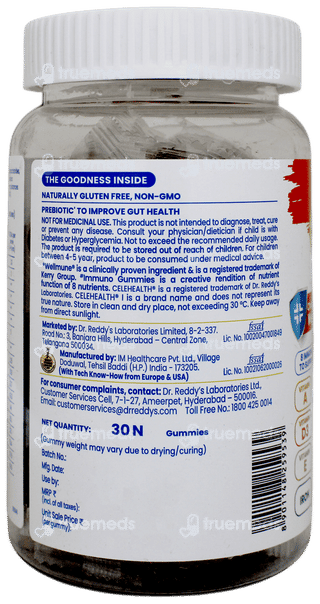 truemeds
THE GOODNESS INSIDE
NATURALLY GLUTEN FREE, NON-GMO
PREBIOTIC* TO IMPROVE GUT HEALTH
NOT FOR MEDICINAL USE. This product is not intended to diagnose, treat, cure
or prevent any disease. Consult your physician/dietician if child is with
Diabetes or Hyperglycemia. Not to exceed the recommended daily usage.
The product is required to be stored out of reach of children. For children
between 4-5 year, product to be consumed under medical advice.
*Wellmune® is a clinically proven ingredient & is a registered trademark of
Kerry Group. #Immuno Gummies is a creative rendition of nutrient
function of 8 nutrients. CELEHEALTH® is a registered trademark of Dr. Reddy's
Laboratories. CELEHEALTH® I is a brand name and does not represent its
true nature. Store in clean and dry place, not exceeding 30°C. Keep away
from direct sunlight.
Marketed by: Dr. Reddy's Laboratories Limited, 8-2-337,
Road No.3, Banjara Hills, Hyderabad – Central Zone,
Telangana 500034.
fssai
Lic. No. 10020047000849
Manufactured by: IM Healthcare Pvt. Ltd., Village
Doduwol, Tehsil Baddi (H.P.) India - 173205.
(With Tech Know-How from Europe & USA)
fssai
Lic. No. 10021062000026
For consumer complaints, contact: Dr. Reddy's Laboratories Ltd.,
Customer Services Cell, 7-1-27, Ameerpet, Hyderabad – 500016.
Email: customerservices@drreddys.com Toll Free No.: 1800 425 0014
NET QUANTITY: 30 N Gummies
(Gummy weight may vary due to drying/curing)
Batch No.:
Mfg. Date:
Use by:
MRP ₹
(incl. of all taxes):
Unit Sale Price ₹
(per gummy):
8901148259539
A
E
IRON
truemeds